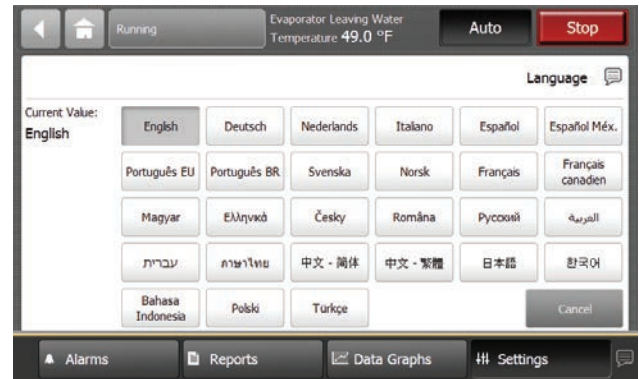 Running
Evaporator Leaving Water
Temperature 49.0 °F
Auto
Stop
Language
Current Value:
English
English Deutsch Nederlands Italano Español Español Méx.
Português EU Português BR Svenska Norsk Français Français canadien
Magyar Ελληνκά Česky Româna Русский العربية
עברית ภาษาไทย 中文 - 简体 中文 - 繁體 日本語 한국어
Bahasa Indonesia Polski Türkçe Cancel
Alarms Reports Data Graphs Settings